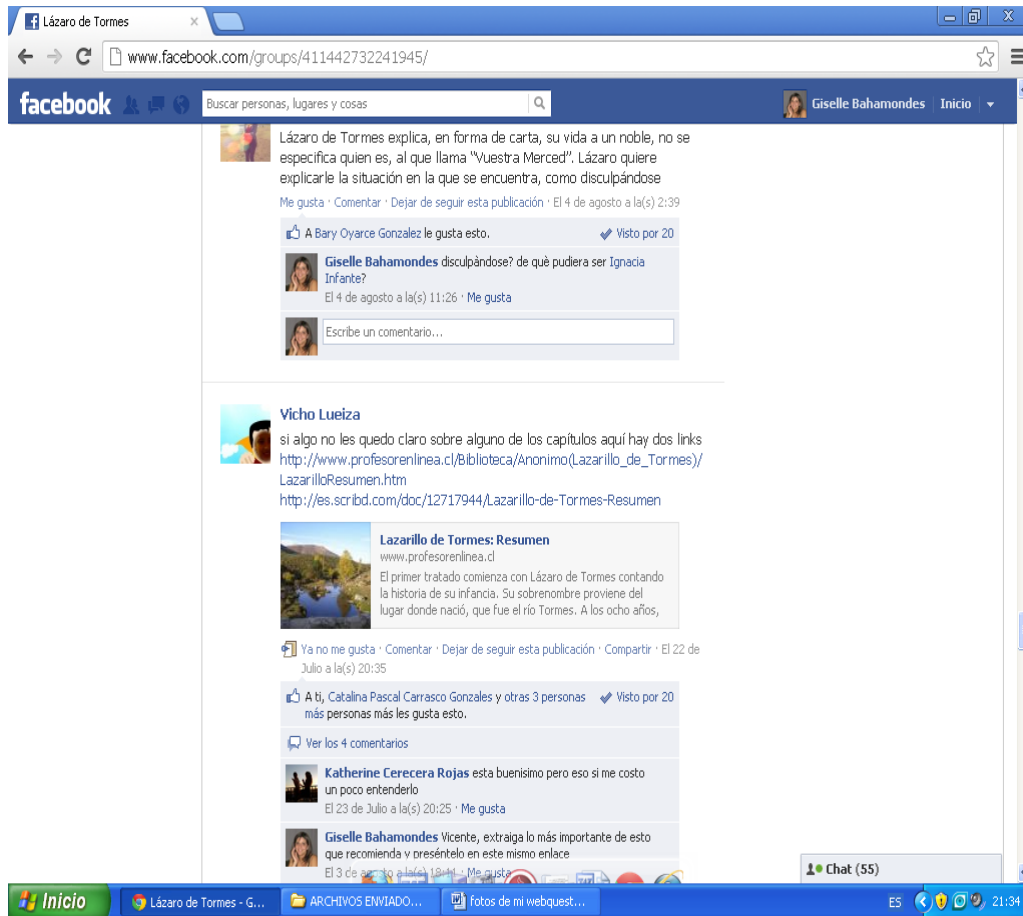 Lázaro de Tormes
www.facebook.com/groups/411442732241945/
facebook
Buscar personas, lugares y cosas
Giselle Bahamondes
Inicio
Lázaro de Tormes explica, en forma de carta, su vida a un noble, no se
especifica quien es, al que llama "Vuestra Merced". Lázaro quiere
explicarle la situación en la que se encuentra, como disculpándose
Me gusta · Comentar · Dejar de seguir esta publicación · El 4 de agosto a la(s) 2:39
A Bary Oyarce Gonzalez le gusta esto.
Visto por 20
Giselle Bahamondes disculpàndose? de què pudiera ser Ignacia
Infante?
El 4 de agosto a la(s) 11:26 · Me gusta
Escribe un comentario...
Vicho Lueiza
si algo no les quedo claro sobre alguno de los capítulos aquí hay dos links
http://www.profesorenlinea.cl/Biblioteca/Anonimo(Lazarillo_de_Tormes)/
LazarilloResumen.htm
http://es.scribd.com/doc/12717944/Lazarillo-de-Tormes-Resumen
Lazarillo de Tormes: Resumen
www.profesorenlinea.cl
El primer tratado comienza con Lázaro de Tormes contando
la historia de su infancia. Su sobrenombre proviene del
lugar donde nació, que fue el río Tormes. A los ocho años,
Ya no me gusta · Comentar · Dejar de seguir esta publicación · Compartir · El 22 de
Julio a la(s) 20:35
A ti, Catalina Pascal Carrasco Gonzales y otras 3 personas
más personas más les gusta esto.
Visto por 20
Ver los 4 comentarios
Katherine Cerecera Rojas esta buenisimo pero eso si me costo
un poco entenderlo
El 23 de Julio a la(s) 20:25 · Me gusta
Giselle Bahamondes Vicente, extraiga lo más importante de esto
que recomienda y preséntelo en este mismo enlace
El 3 de agosto a la(s) 18:41 · Me gusta
Chat (55)
Inicio
Lázaro de Tormes - G...
ARCHIVOS ENVIADO...
fotos de mi webquest...
ES
21:34